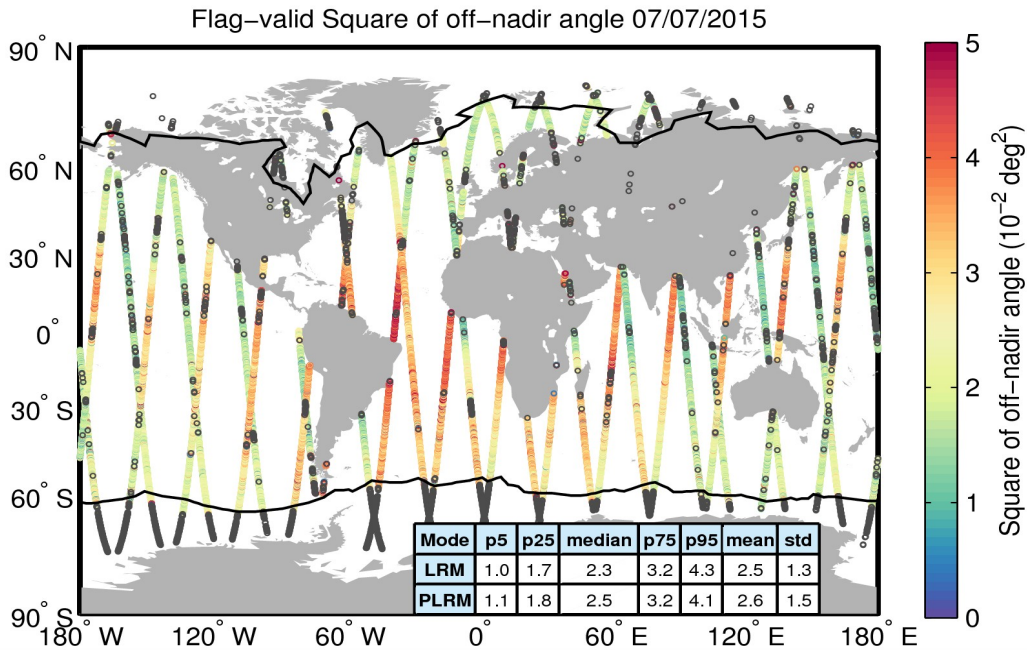 Flag−valid Square of off−nadir angle 07/07/2015
90° N
60° N
30° N
0°
30° S
60° S
90° S
180° W
120° W
60° W
0°
60° E
120° E
180° E
Mode p5 p25 median p75 p95 mean std
LRM 1.0 1.7 2.3 3.2 4.3 2.5 1.3
PLRM 1.1 1.8 2.5 3.2 4.1 2.6 1.5
5
4
3
2
1
0
Square of off−nadir angle (10⁻² deg²)